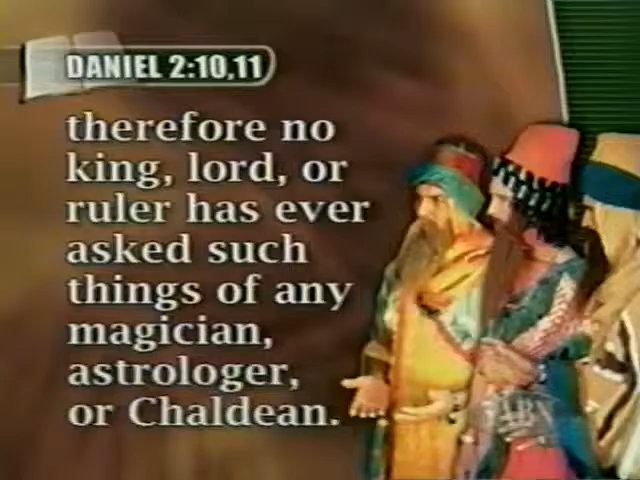 DANIEL 2:10,11
therefore no
king, lord, or
ruler has ever
asked such
things of any
magician,
astrologer,
or Chaldean.
ABN